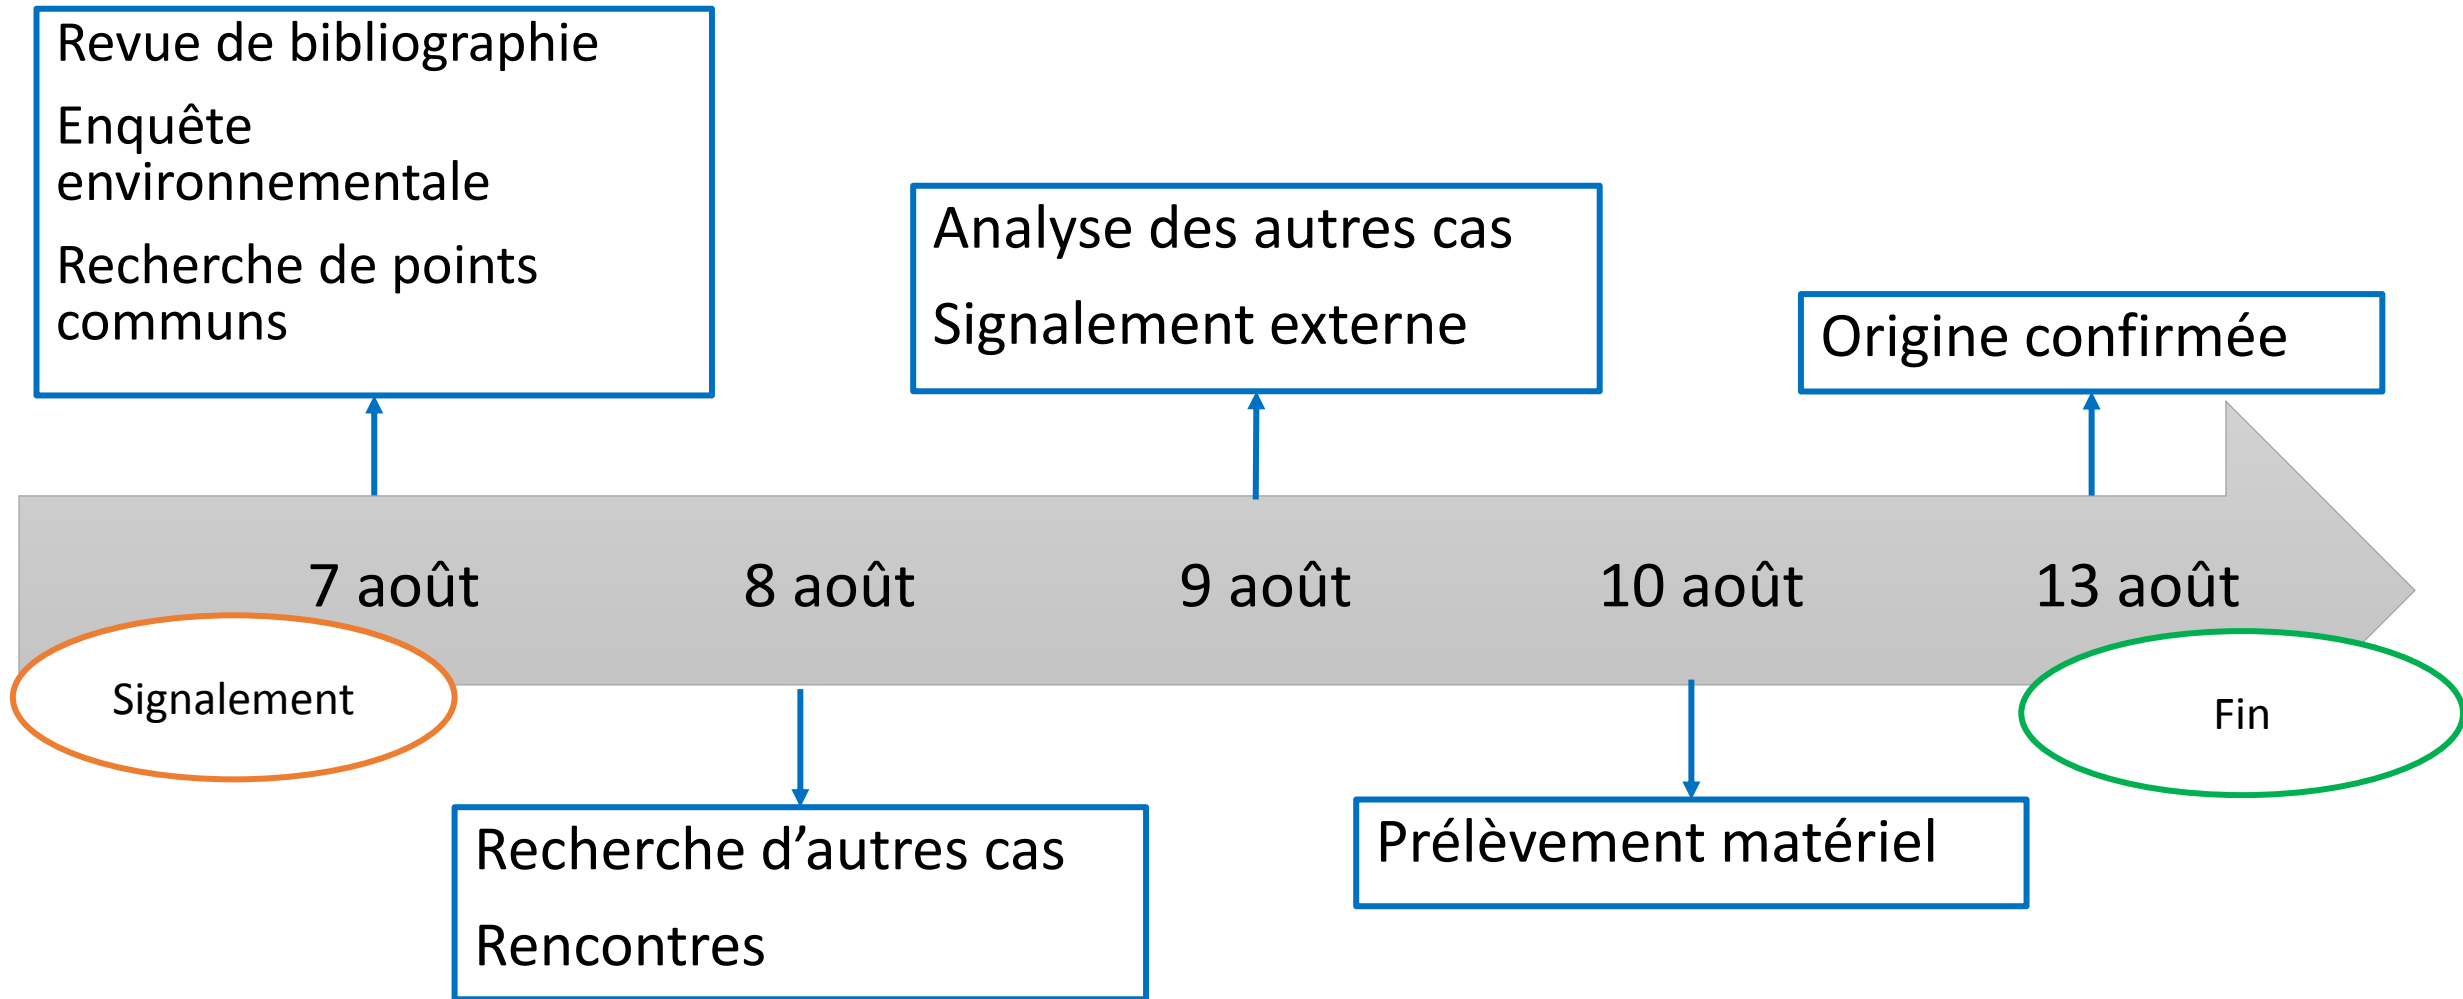 Revue de bibliographie
Enquête
environnementale
Recherche de points
communs
Analyse des autres cas
Signalement externe
Origine confirmée
7 août
8 août
9 août
10 août
13 août
Signalement
Fin
Recherche d’autres cas
Rencontres
Prélèvement matériel